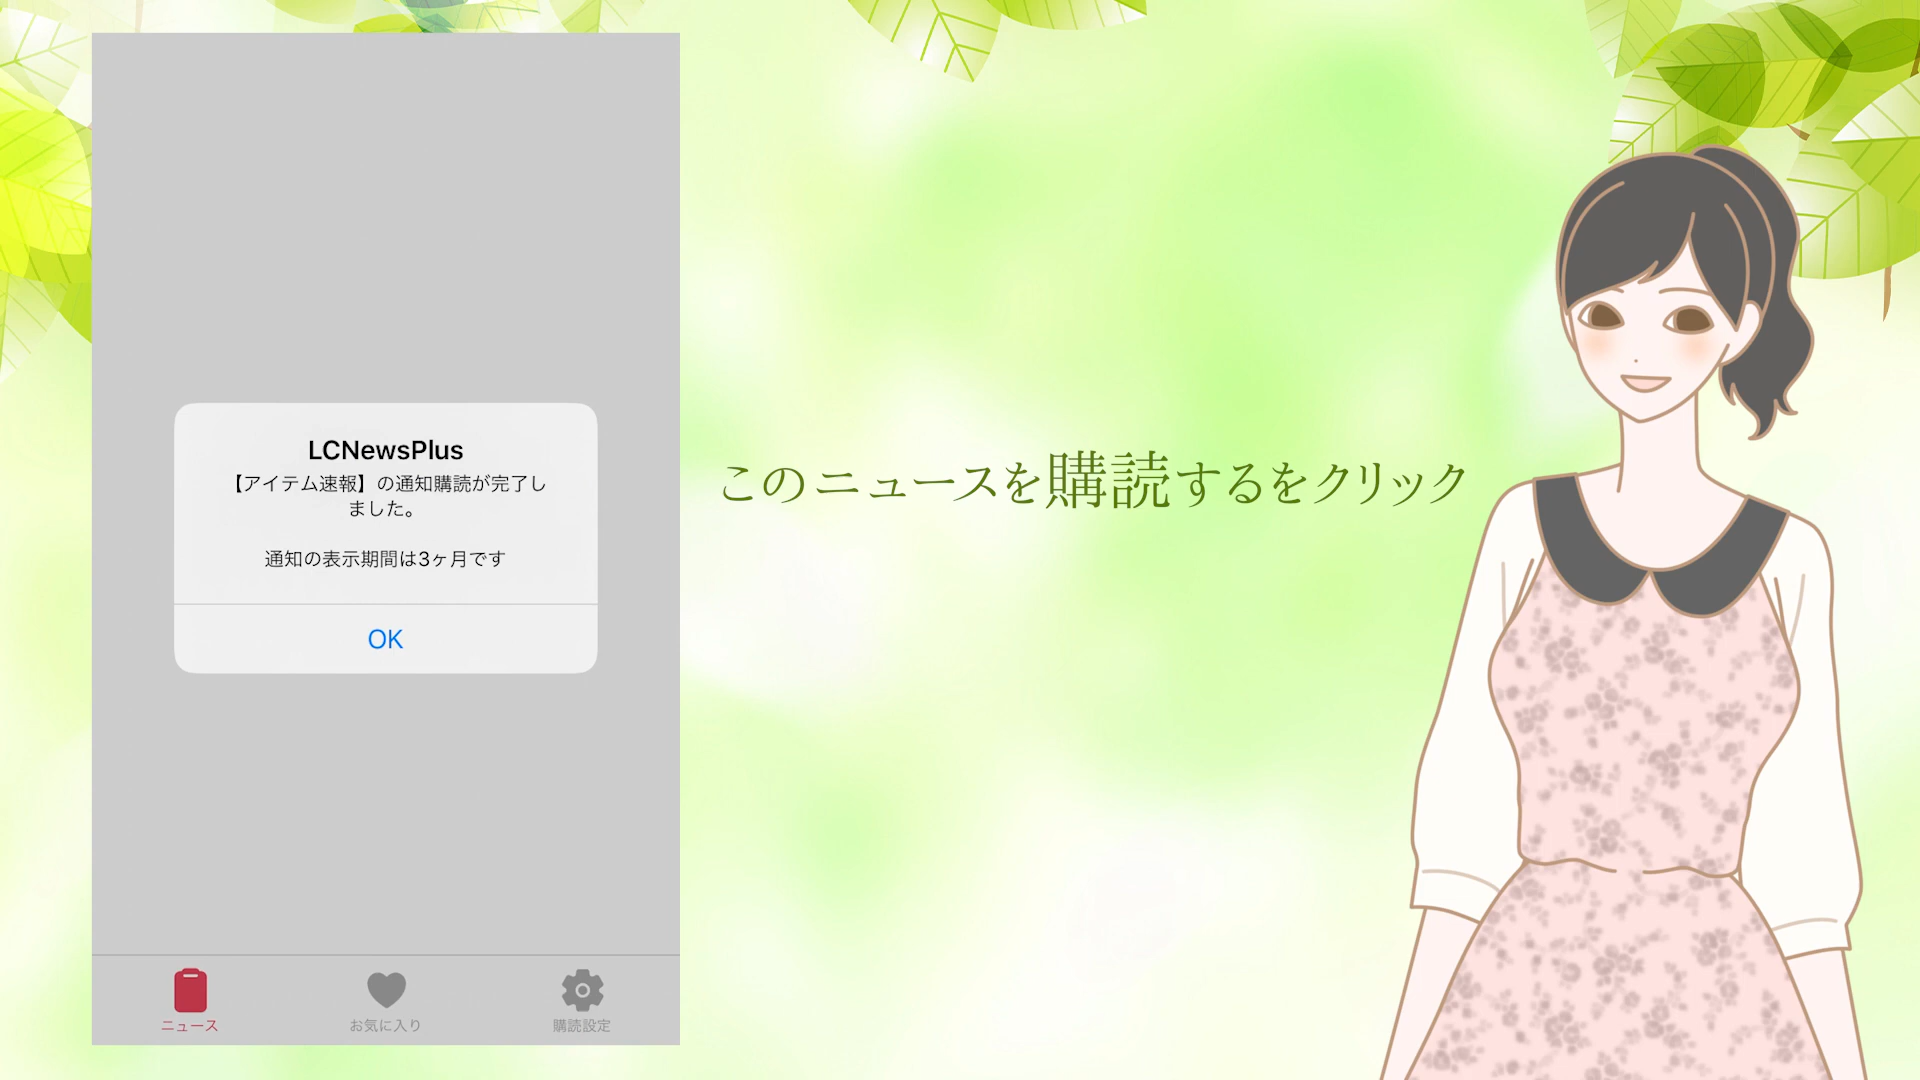 LCNewsPlus
【アイテム速報】の通知購読が完了し
ました。
通知の表示期間は3ヶ月です
OK
このニュースを購読するをクリック
ニュース
お気に入り
購読設定